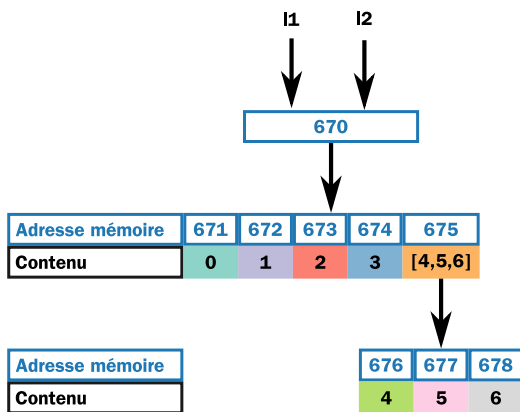 l1 l2
670
Adresse mémoire 671 672 673 674 675
Contenu 0 1 2 3 [4,5,6]
Adresse mémoire 676 677 678
Contenu 4 5 6